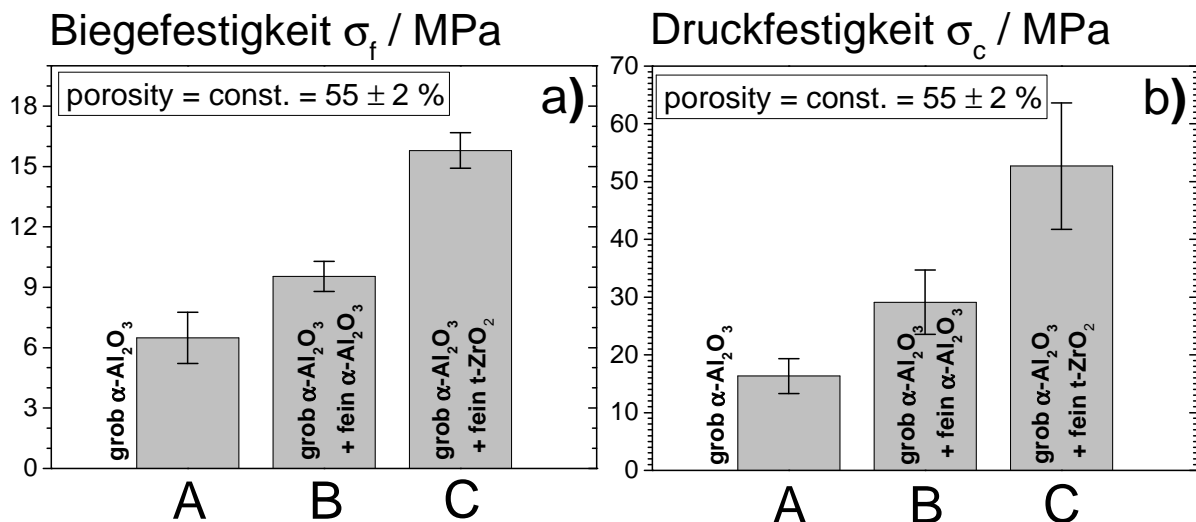 Biegefestigkeit σf / MPa
porosity = const. = 55 ± 2 %
a)
18
15
12
9
6
3
0
grob α-Al2O3
grob α-Al2O3
+ fein α-Al2O3
grob α-Al2O3
+ fein t-ZrO2
A
B
C
Druckfestigkeit σc / MPa
porosity = const. = 55 ± 2 %
b)
70
60
50
40
30
20
10
0
grob α-Al2O3
grob α-Al2O3
+ fein α-Al2O3
grob α-Al2O3
+ fein t-ZrO2
A
B
C